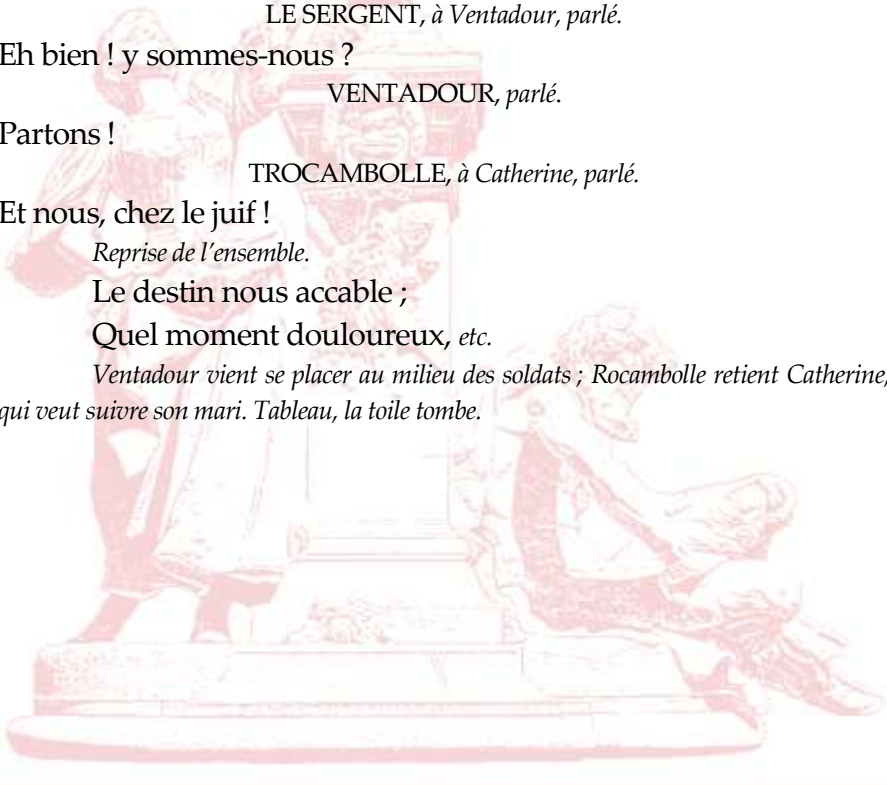 LE SERGENT, à Ventadour, parlé.
Eh bien ! y sommes-nous ?
VENTADOUR, parlé.
Partons !
TROCAMBOLLE, à Catherine, parlé.
Et nous, chez le juif !
Reprise de l’ensemble.
Le destin nous accable ;
Quel moment douloureux, etc.
Ventadour vient se placer au milieu des soldats ; Rocambolle retient Catherine,
qui veut suivre son mari. Tableau, la toile tombe.